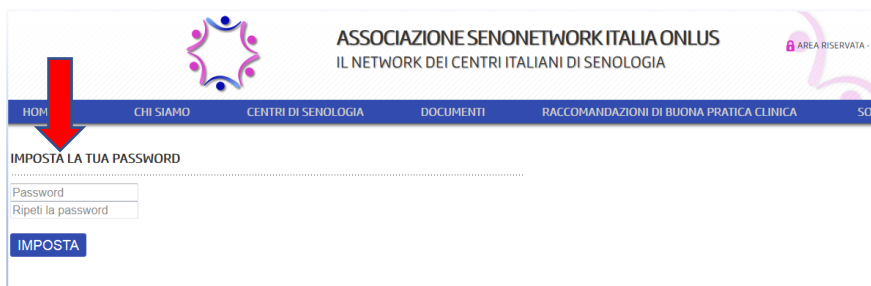 ASSOCIAZIONE SENONETWORK ITALIA ONLUS
IL NETWORK DEI CENTRI ITALIANI DI SENOLOGIA
AREA RISERVATA -
HOM
CHI SIAMO
CENTRI DI SENOLOGIA
DOCUMENTI
RACCOMANDAZIONI DI BUONA PRATICA CLINICA
SO
IMPOSTA LA TUA PASSWORD
Password
Ripeti la password
IMPOSTA